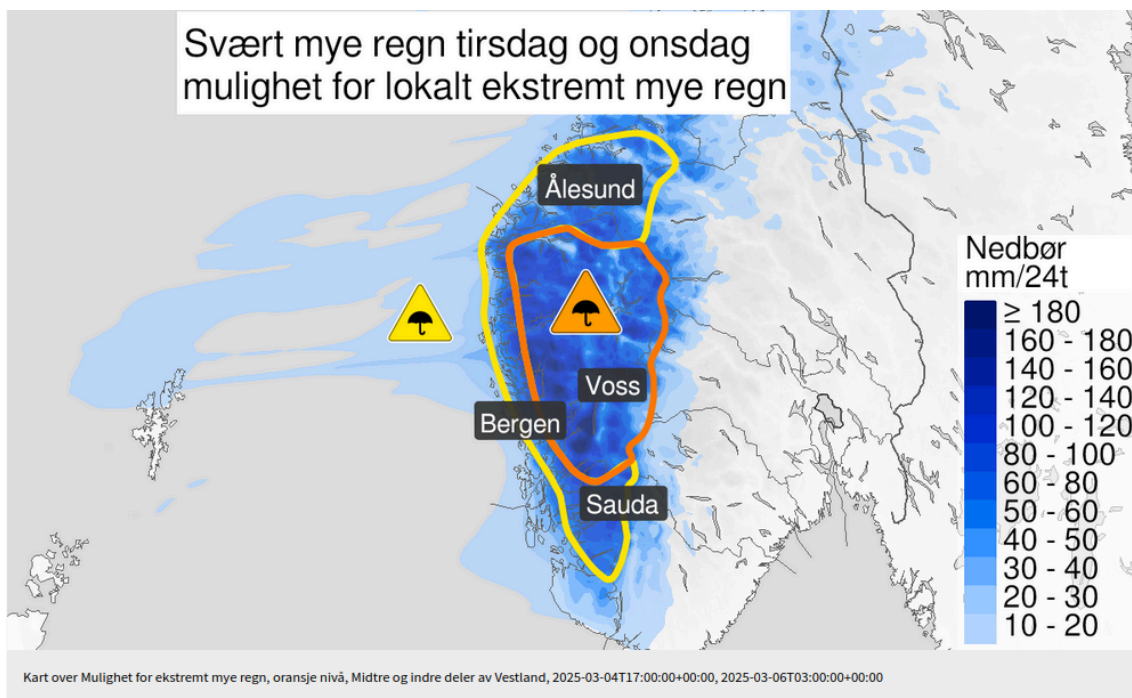 Svært mye regn tirsdag og onsdag
mulighet for lokalt ekstremt mye regn
Ålesund
Voss
Bergen
Sauda
Nedbør
mm/24t
≥ 180
160 - 180
140 - 160
120 - 140
100 - 120
80 - 100
60 - 80
50 - 60
40 - 50
30 - 40
20 - 30
10 - 20
Kart over Mulighet for ekstremt mye regn, oransje nivå, Midtre og indre deler av Vestland, 2025-03-04T17:00:00+00:00, 2025-03-06T03:00:00+00:00